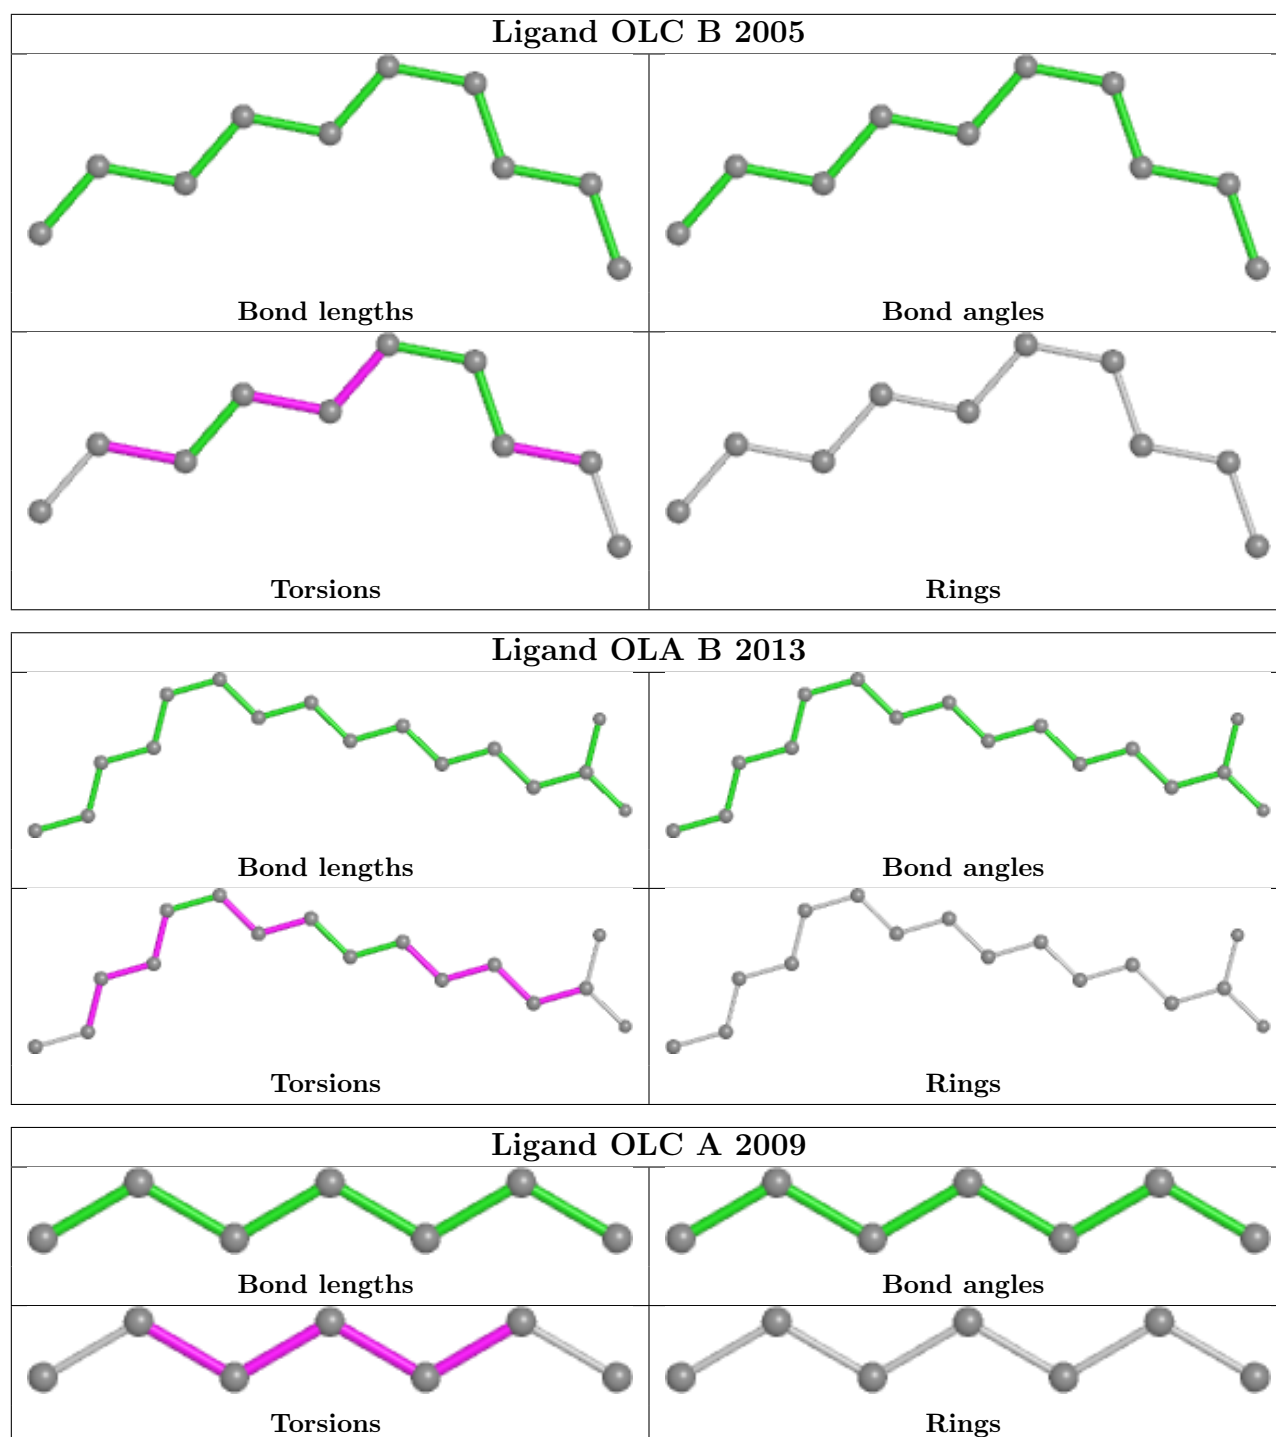 Ligand OLC B 2005
Bond lengths
Bond angles
Torsions
Rings
Ligand OLA B 2013
Bond lengths
Bond angles
Torsions
Rings
Ligand OLC A 2009
Bond lengths
Bond angles
Torsions
Rings